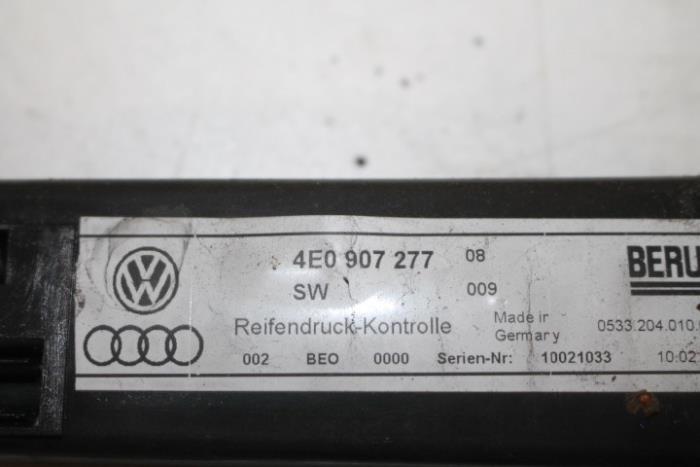 4E0 907 277 08 BERU
SW 009
Reifendruck-Kontrolle Made in Germany 0533.204.010.
002 BEO 0000 Serien-Nr: 10021033 10:02